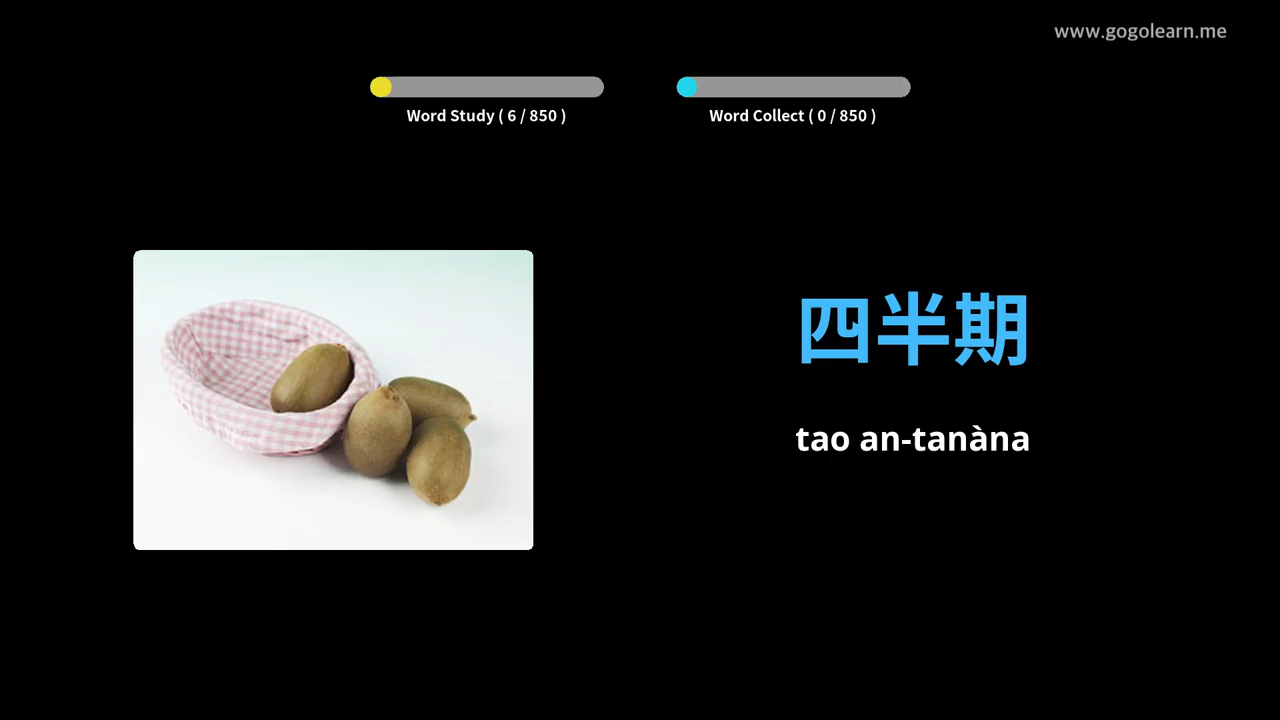 www.gogolearn.me
Word Study ( 6 / 850 )
Word Collect ( 0 / 850 )
四半期
tao an-tanàna